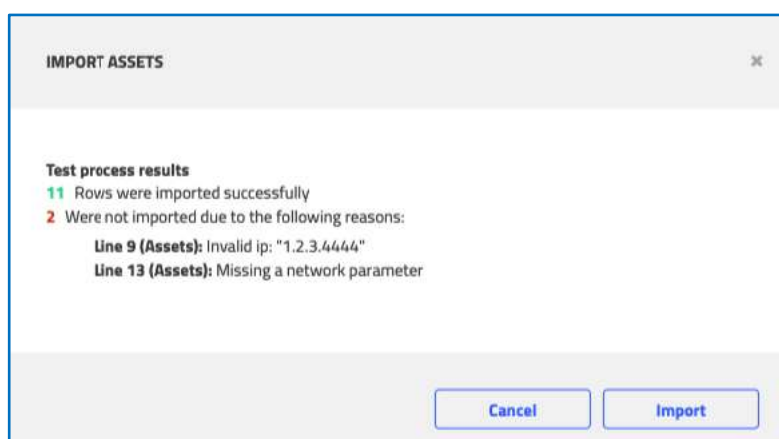 IMPORT ASSETS
Test process results
11 Rows were imported successfully
2 Were not imported due to the following reasons:
Line 9 (Assets): Invalid ip: "1.2.3.4444"
Line 13 (Assets): Missing a network parameter
Cancel
Import